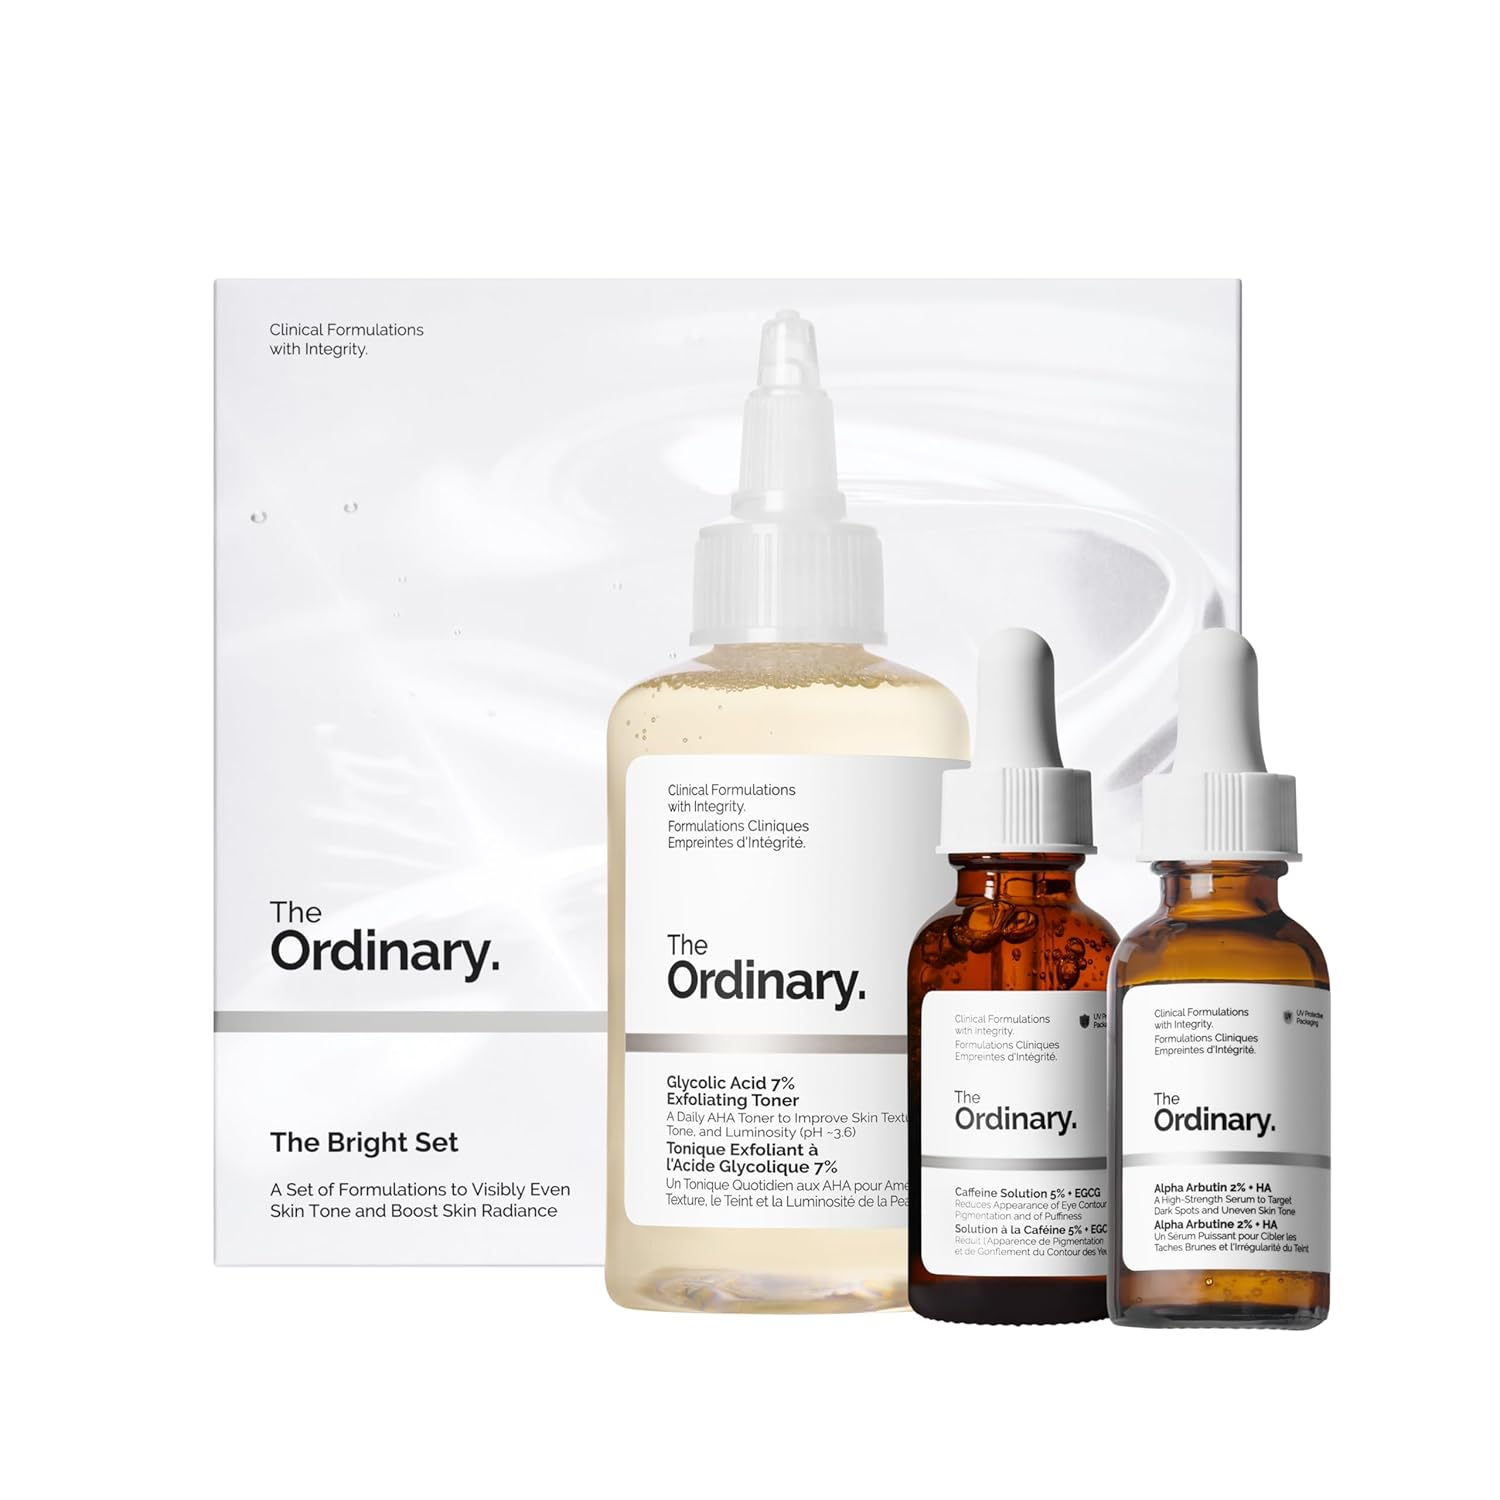 Clinical Formulations
with Integrity.
The
Ordinary.
The Bright Set
A Set of Formulations to Visibly Even
Skin Tone and Boost Skin Radiance
Clinical Formulations
with Integrity.
Formulations Cliniques
Empreintes d'Intégrité.
The
Ordinary.
Glycolic Acid 7%
Exfoliating Toner
A Daily AHA Toner to Improve Skin
Tone, and Luminosity (pH ~3.6)
Tonique Exfoliant à
l'Acide Glycolique 7%
Un Tonique Quotidien aux AHA pour
Texture, le Teint et la Luminosité de la
Clinical Formulations
with Integrity.
Formulations Cliniques
Empreintes d'Intégrité.
UV
The
Ordinary.
Caffeine Solution 5% + EGCG
Reduces Appearance of Eye Contour
Pigmentation and of Puffiness
Solution à la Caféine 5% +
Réduit l'Apparence de Pigmentation
et de Gonflement du Contour des
Clinical Formulations
with Integrity.
Formulations Cliniques
Empreintes d'Intégrité.
UV
UV Protective
Packaging
The
Ordinary.
Alpha Arbutin 2% + HA
A High-Strength Serum to Target
Dark Spots and Uneven Skin Tone
Alpha Arbutine 2% + HA
Un Sérum Puissant pour Cibler les
Taches Brunes et l'Irrégularité du Teint